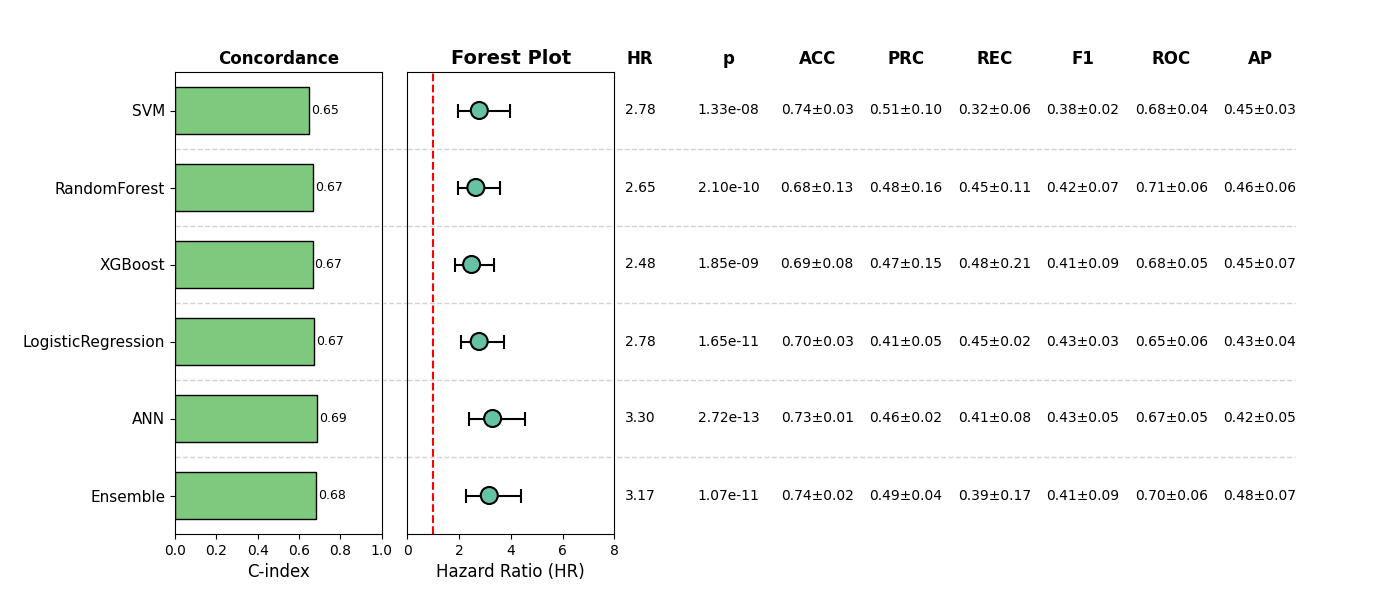 Concordance Forest Plot HR p ACC PRC REC F1 ROC AP
SVM 0.65 2.78 1.33e-08 0.74±0.03 0.51±0.10 0.32±0.06 0.38±0.02 0.68±0.04 0.45±0.03
RandomForest 0.67 2.65 2.10e-10 0.68±0.13 0.48±0.16 0.45±0.11 0.42±0.07 0.71±0.06 0.46±0.06
XGBoost 0.67 2.48 1.85e-09 0.69±0.08 0.47±0.15 0.48±0.21 0.41±0.09 0.68±0.05 0.45±0.07
LogisticRegression 0.67 2.78 1.65e-11 0.70±0.03 0.41±0.05 0.45±0.02 0.43±0.03 0.65±0.06 0.43±0.04
ANN 0.69 3.30 2.72e-13 0.73±0.01 0.46±0.02 0.41±0.08 0.43±0.05 0.67±0.05 0.42±0.05
Ensemble 0.68 3.17 1.07e-11 0.74±0.02 0.49±0.04 0.39±0.17 0.41±0.09 0.70±0.06 0.48±0.07
0.0 0.2 0.4 0.6 0.8 1.0 0 2 4 6 8
C-index Hazard Ratio (HR)